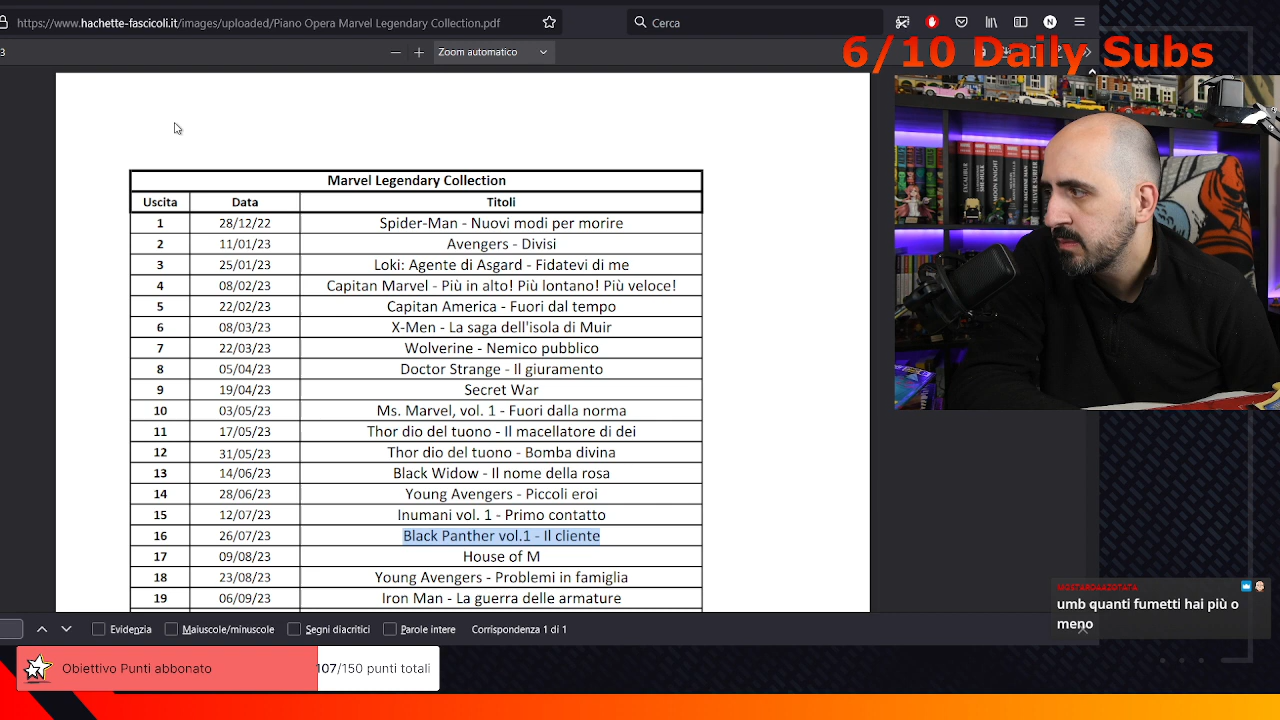 https://www.hachette-fascicoli.it/images/uploaded/Piano Opera Marvel Legendary Collection.pdf
Cerca
N
3
Zoom automatico
6/10 Daily Subs
Marvel Legendary Collection
Uscita Data Titoli
1 28/12/22 Spider-Man - Nuovi modi per morire
2 11/01/23 Avengers - Divisi
3 25/01/23 Loki: Agente di Asgard - Fidatevi di me
4 08/02/23 Capitan Marvel - Più in alto! Più lontano! Più veloce!
5 22/02/23 Capitan America - Fuori dal tempo
6 08/03/23 X-Men - La saga dell'isola di Muir
7 22/03/23 Wolverine - Nemico pubblico
8 05/04/23 Doctor Strange - Il giuramento
9 19/04/23 Secret War
10 03/05/23 Ms. Marvel, vol. 1 - Fuori dalla norma
11 17/05/23 Thor dio del tuono - Il macellatore di dei
12 31/05/23 Thor dio del tuono - Bomba divina
13 14/06/23 Black Widow - Il nome della rosa
14 28/06/23 Young Avengers - Piccoli eroi
15 12/07/23 Inumani vol. 1 - Primo contatto
16 26/07/23 Black Panther vol.1 - Il cliente
17 09/08/23 House of M
18 23/08/23 Young Avengers - Problemi in famiglia
19 06/09/23 Iron Man - La guerra delle armature
EXCALIBUR
SHE-HULK
MOON KNIGHT
MACHINE MAN
SILVER SURFER
umb quanti fumetti hai più o
meno
Evidenzia Maiuscole/minuscole Segni diacritici Parole intere Corrispondenza 1 di 1
Obiettivo Punti abbonato 107/150 punti totali